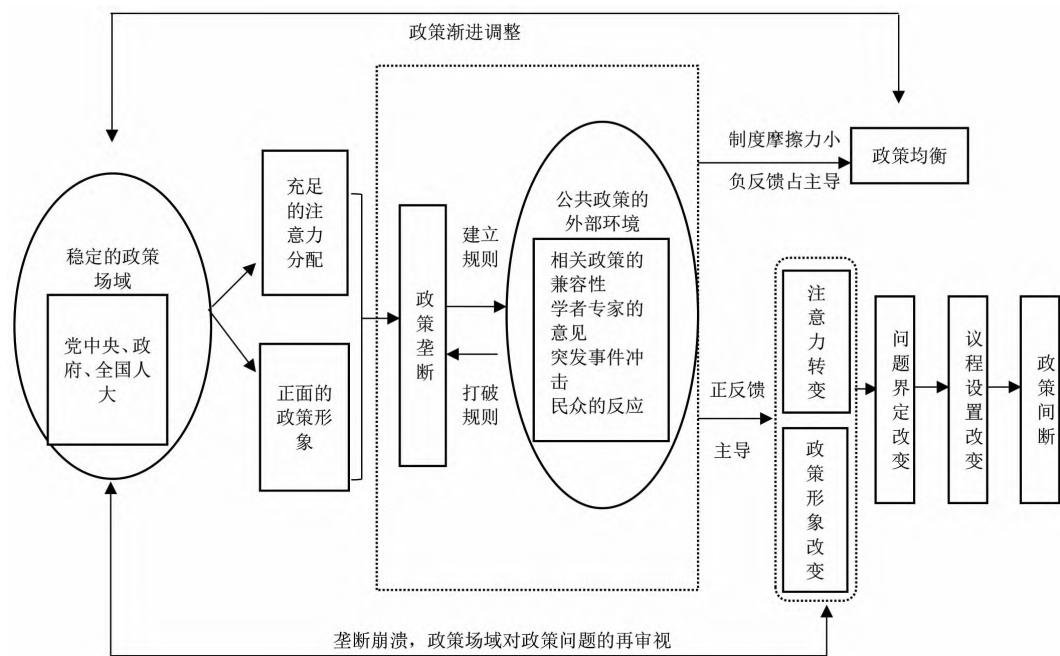 政策渐进调整
稳定的政策
场域
党中央、政
府、全国人
大
充足
的注
意力
分配
正面的
政策形
象
政策垄断
建立
规则
打破
规则
公共政策的
外部环境
相关政策的
兼容性
学者专家的
意见
突发事件冲
击
民众的反应
制度摩擦力小
负反馈占主导
政策均衡
正反馈
主导
注意力转变
政策形象改变
问题界定改变
议程设置改变
政策间断
垄断崩溃，政策场域对政策问题的再审视